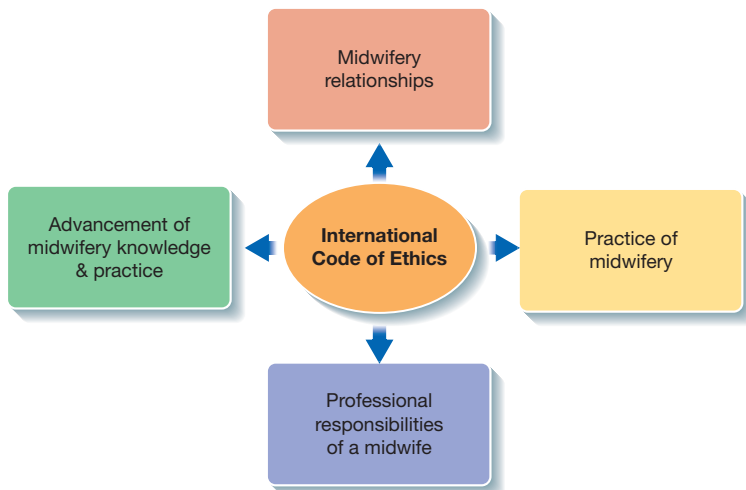 Midwifery
relationships
Advancement of
midwifery knowledge
& practice
International
Code of Ethics
Practice of
midwifery
Professional
responsibilities
of a midwife